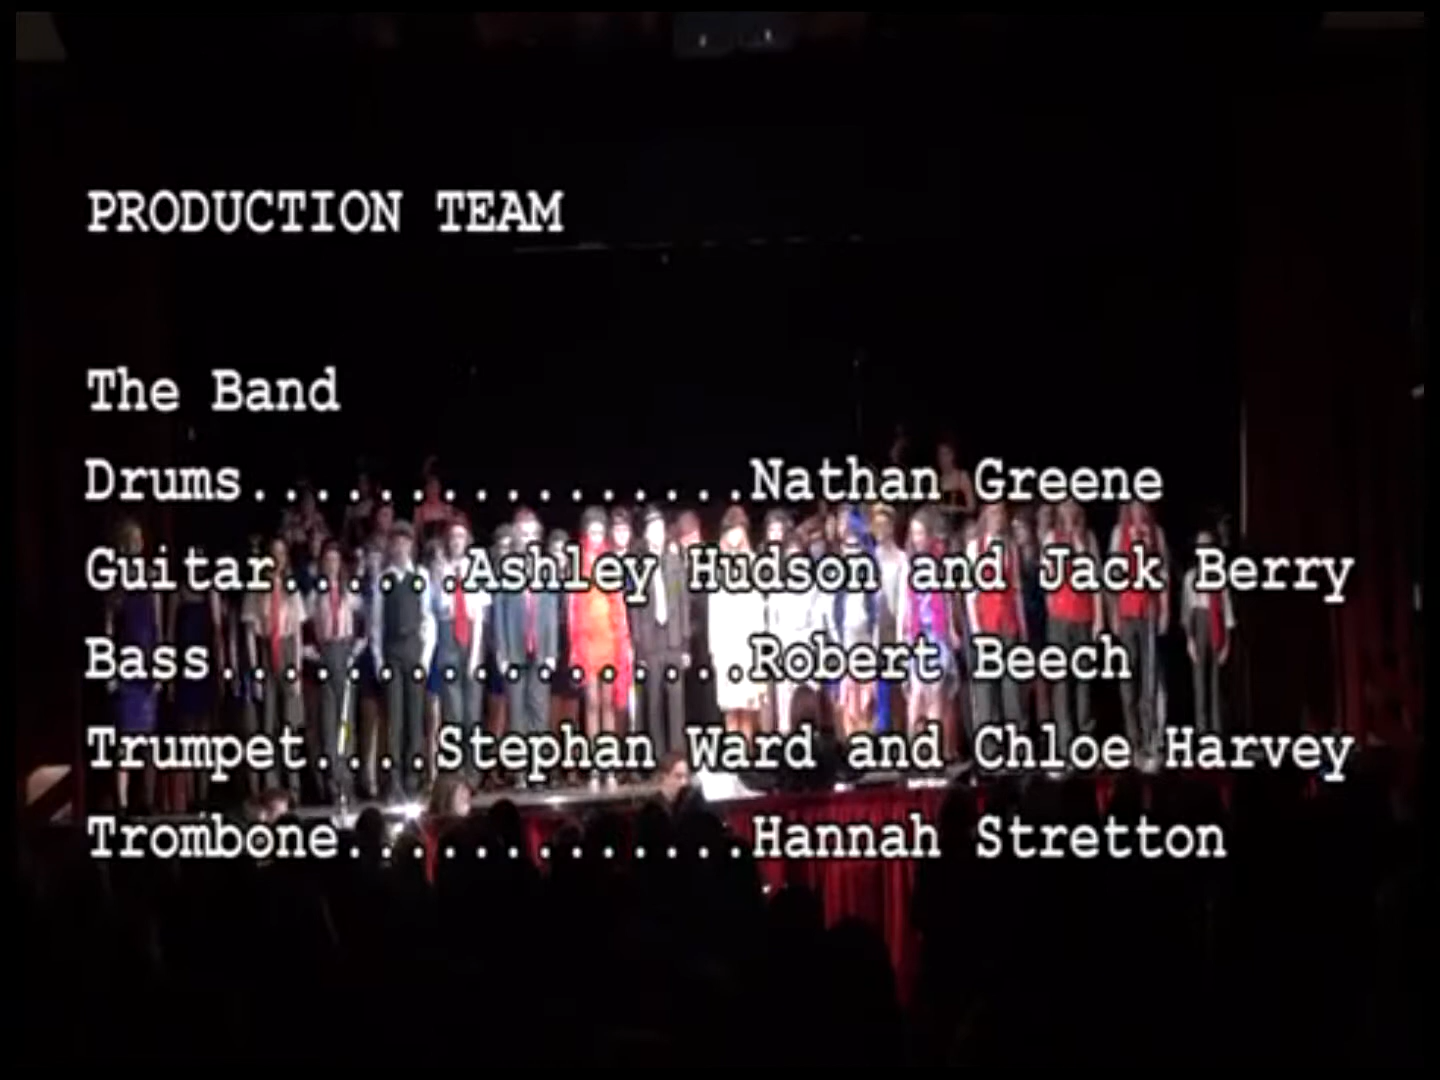 PRODUCTION TEAM
The Band
Drums................Nathan Greene
Guitar......Ashley Hudson and Jack Berry
Bass.................Robert Beech
Trumpet....Stephan Ward and Chloe Harvey
Trombone.............Hannah Stretton